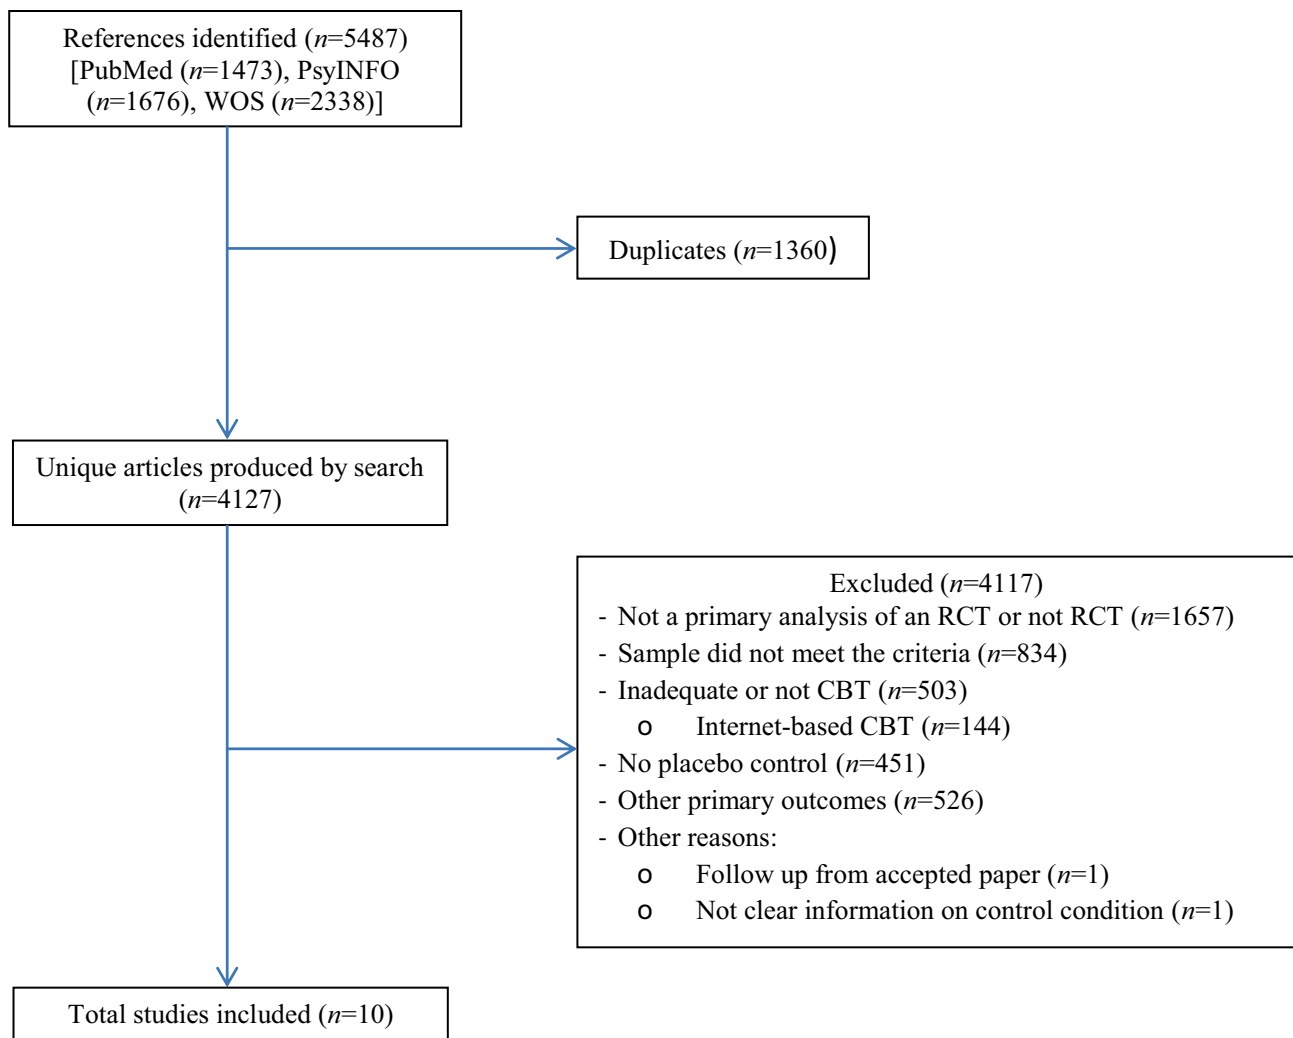 References identified (n=5487)
[PubMed (n=1473), PsyINFO
(n=1676), WOS (n=2338)]
Duplicates (n=1360)
Unique articles produced by search
(n=4127)
Excluded (n=4117)
- Not a primary analysis of an RCT or not RCT (n=1657)
- Sample did not meet the criteria (n=834)
- Inadequate or not CBT (n=503)
o Internet-based CBT (n=144)
- No placebo control (n=451)
- Other primary outcomes (n=526)
- Other reasons:
o Follow up from accepted paper (n=1)
o Not clear information on control condition (n=1)
Total studies included (n=10)